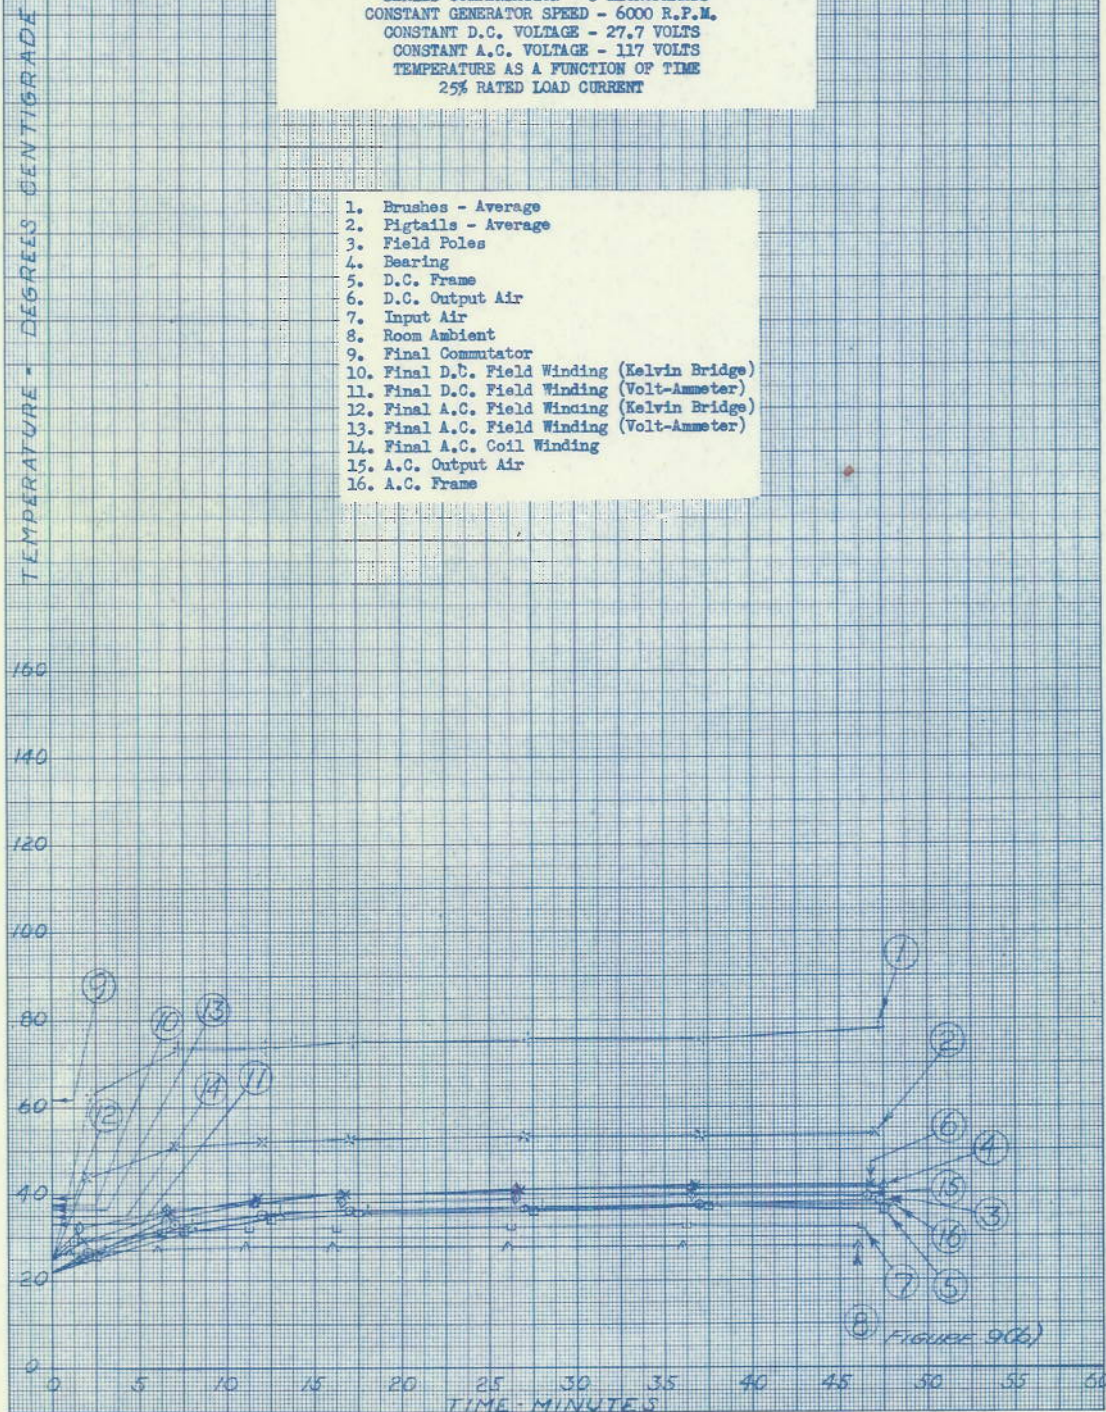 CONSTANT GENERATOR SPEED - 6000 R.P.M.
CONSTANT D.C. VOLTAGE - 27.7 VOLTS
CONSTANT A.C. VOLTAGE - 117 VOLTS
TEMPERATURE AS A FUNCTION OF TIME
25% RATED LOAD CURRENT
TEMPERATURE - DEGREES CENTIGRADE
1. Brushes - Average
2. Pigtails - Average
3. Field Poles
4. Bearing
5. D.C. Frame
6. D.C. Output Air
7. Input Air
8. Room Ambient
9. Final Commutator
10. Final D.C. Field Winding (Kelvin Bridge)
11. Final D.C. Field Winding (Volt-Ammeter)
12. Final A.C. Field Winding (Kelvin Bridge)
13. Final A.C. Field Winding (Volt-Ammeter)
14. Final A.C. Coil Winding
15. A.C. Output Air
16. A.C. Frame
160
140
120
100
80
60
40
20
0
9
10
13
12
14
11
1
2
6
4
15
3
16
7
5
8
FIGURE 9(b)
0 5 10 15 20 25 30 35 40 45 50 55 60
TIME - MINUTES